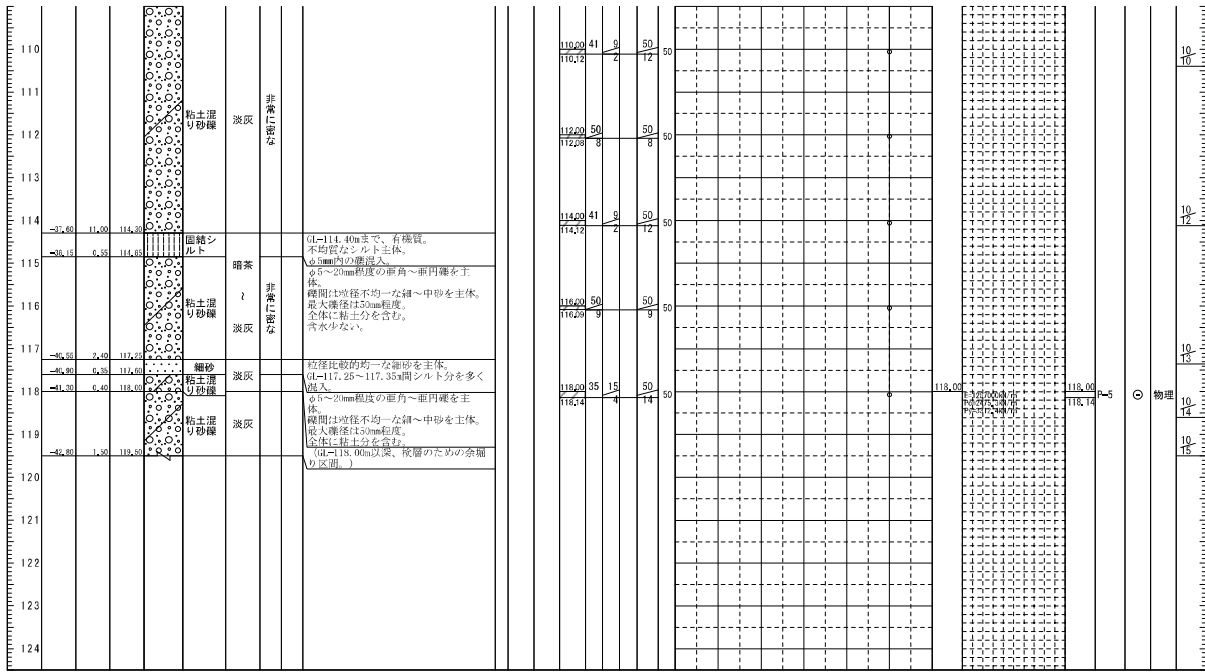 110
111
112
113
114
115
116
117
118
119
120
121
122
123
124
-37.60 11.00 114.30
-38.15 0.55 114.85
-40.55 2.40 117.25
-40.90 0.35 117.60
-41.30 0.40 118.00
-42.80 1.50 119.50
粘土混
り砂礫
淡灰
非常に密な
固結シ
ルト
粘土混
り砂礫
暗茶
~
淡灰
非常に密な
細砂
粘土混
り砂礫
淡灰
粘土混
り砂礫
淡灰
GL-114.40mまで、有機質。
不均質なシルト主体。
φ5mm内の礫混入。
φ5～20mm程度の亜角～亜円礫を主
体。
礫間は粒径不均一な細～中砂を主体。
最大礫径は50mm程度。
全体に粘土分を含む。
含水少ない。
粒径比較的均一な細砂を主体。
GL-117.25～117.35m間シルト分を多く
混入。
φ5～20mm程度の亜角～亜円礫を主
体。
礫間は粒径不均一な細～中砂を主体。
最大礫径は50mm程度。
全体に粘土分を含む。
(GL-118.00m以深、検層のための余堀
り区間。)
110.00 41 9 50
110.12 2 12
50
112.00 50 50
112.08 8 8
50
114.00 41 9 50
114.12 2 12
50
116.00 50 50
116.09 9 9
50
118.00 35 15 50
118.14 4 14
50
118.00
118.00
118.14
P-5
物理
10
10
10
12
10
13
10
14
10
15